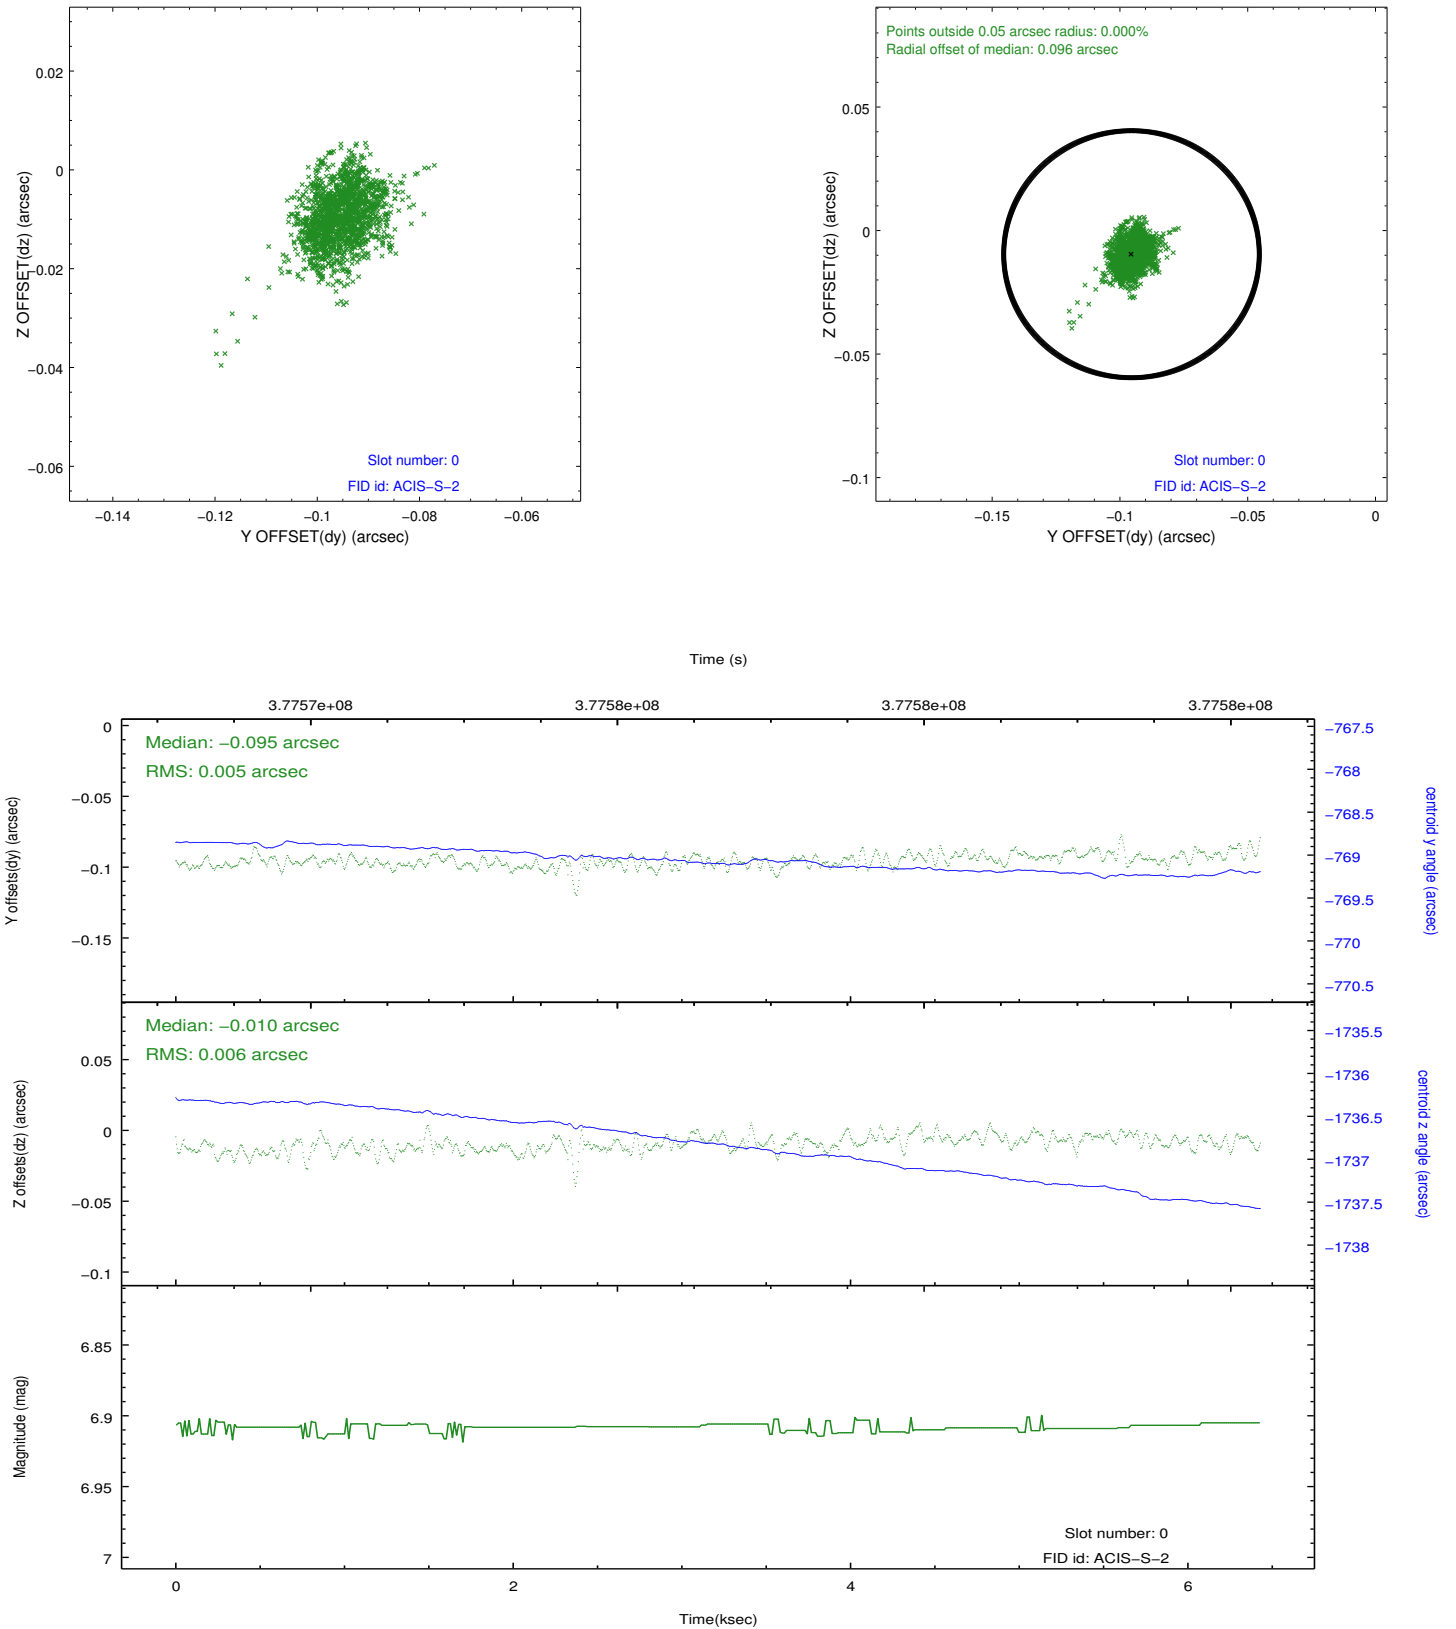 0.02
0
−0.02
−0.04
−0.06
Z OFFSET(dz) (arcsec)
Slot number: 0
FID id: ACIS−S−2
−0.14
−0.12
−0.1
−0.08
−0.06
Y OFFSET(dy) (arcsec)
Points outside 0.05 arcsec radius: 0.000%
Radial offset of median: 0.096 arcsec
0.05
0
−0.05
−0.1
Z OFFSET(dz) (arcsec)
Slot number: 0
FID id: ACIS−S−2
−0.15
−0.1
−0.05
0
Y OFFSET(dy) (arcsec)
Time (s)
3.7757e+08
3.7758e+08
3.7758e+08
3.7758e+08
Median: −0.095 arcsec
RMS: 0.005 arcsec
0
−0.05
−0.1
−0.15
Y offsets(dy) (arcsec)
−767.5
−768
−768.5
−769
−769.5
−770
−770.5
centroid y angle (arcsec)
Median: −0.010 arcsec
RMS: 0.006 arcsec
0.05
0
−0.05
−0.1
Z offsets(dz) (arcsec)
−1735.5
−1736
−1736.5
−1737
−1737.5
−1738
centroid z angle (arcsec)
6.85
6.9
6.95
7
Magnitude (mag)
Slot number: 0
FID id: ACIS−S−2
0
2
4
6
Time(ksec)